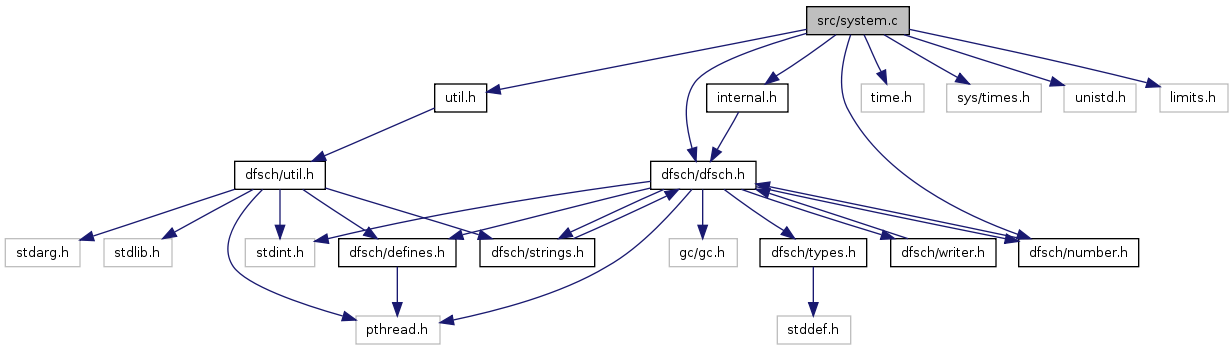 src/system.c
util.h
internal.h
time.h
sys/times.h
unistd.h
limits.h
dfsch/util.h
dfsch/dfsch.h
stdarg.h
stdlib.h
stdint.h
dfsch/defines.h
dfsch/strings.h
gc/gc.h
dfsch/types.h
dfsch/writer.h
dfsch/number.h
pthread.h
stddef.h